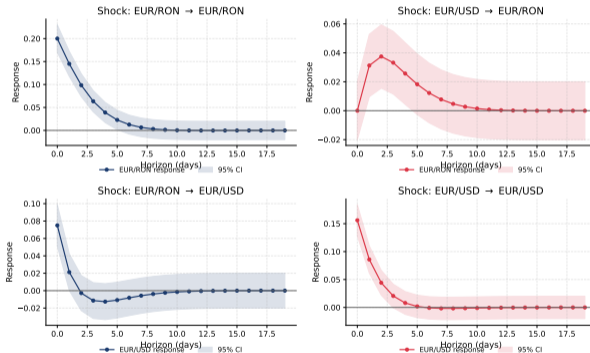 Shock: EUR/RON → EUR/RON
Response
0.20
0.15
0.10
0.05
0.00
0.0 2.5 5.0 7.5 10.0 12.5 15.0 17.5
Horizon (days)
EUR/RON response 95% CI
Shock: EUR/USD → EUR/RON
Response
0.06
0.04
0.02
0.00
−0.02
0.0 2.5 5.0 7.5 10.0 12.5 15.0 17.5
Horizon (days)
EUR/RON response 95% CI
Shock: EUR/RON → EUR/USD
Response
0.10
0.08
0.06
0.04
0.02
0.00
−0.02
0.0 2.5 5.0 7.5 10.0 12.5 15.0 17.5
Horizon (days)
EUR/USD response 95% CI
Shock: EUR/USD → EUR/USD
Response
0.15
0.10
0.05
0.00
0.0 2.5 5.0 7.5 10.0 12.5 15.0 17.5
Horizon (days)
EUR/USD response 95% CI